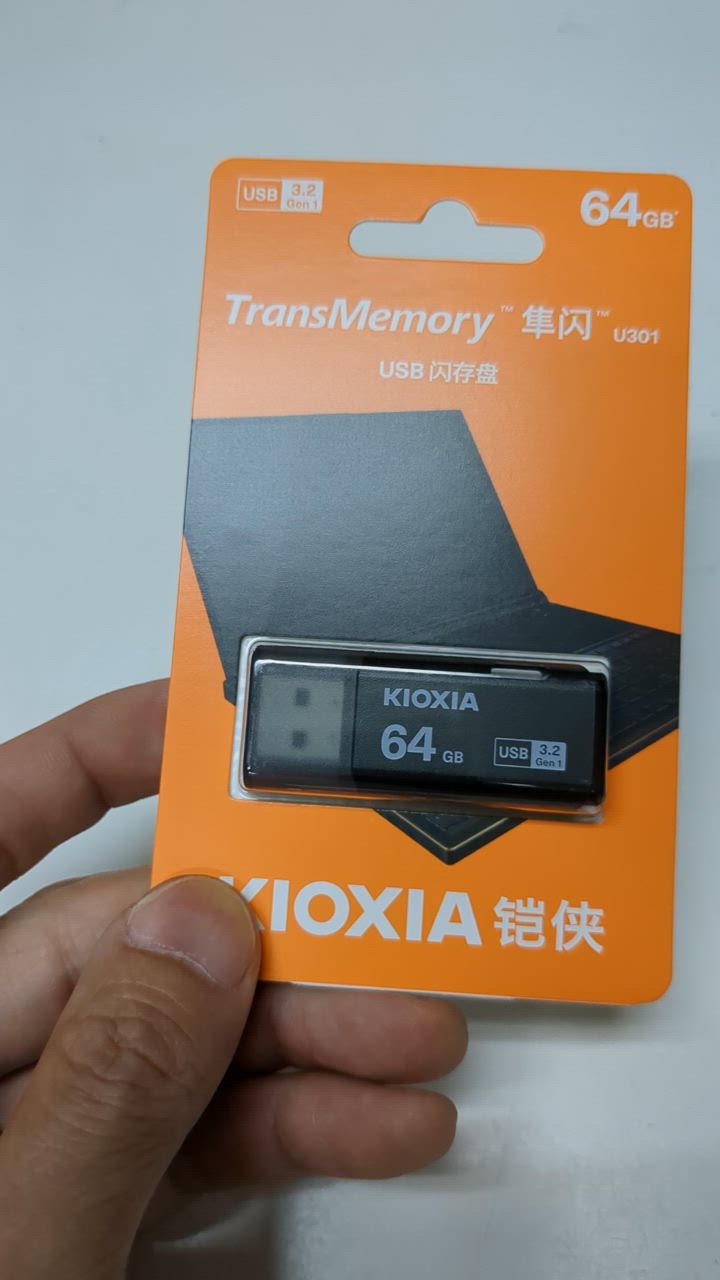 USB 3.2 Gen 1
64GB*
TransMemory™ 隼闪™ U301
USB 闪存盘
KIOXIA
64 GB
USB 3.2 Gen 1
KIOXIA 铠侠